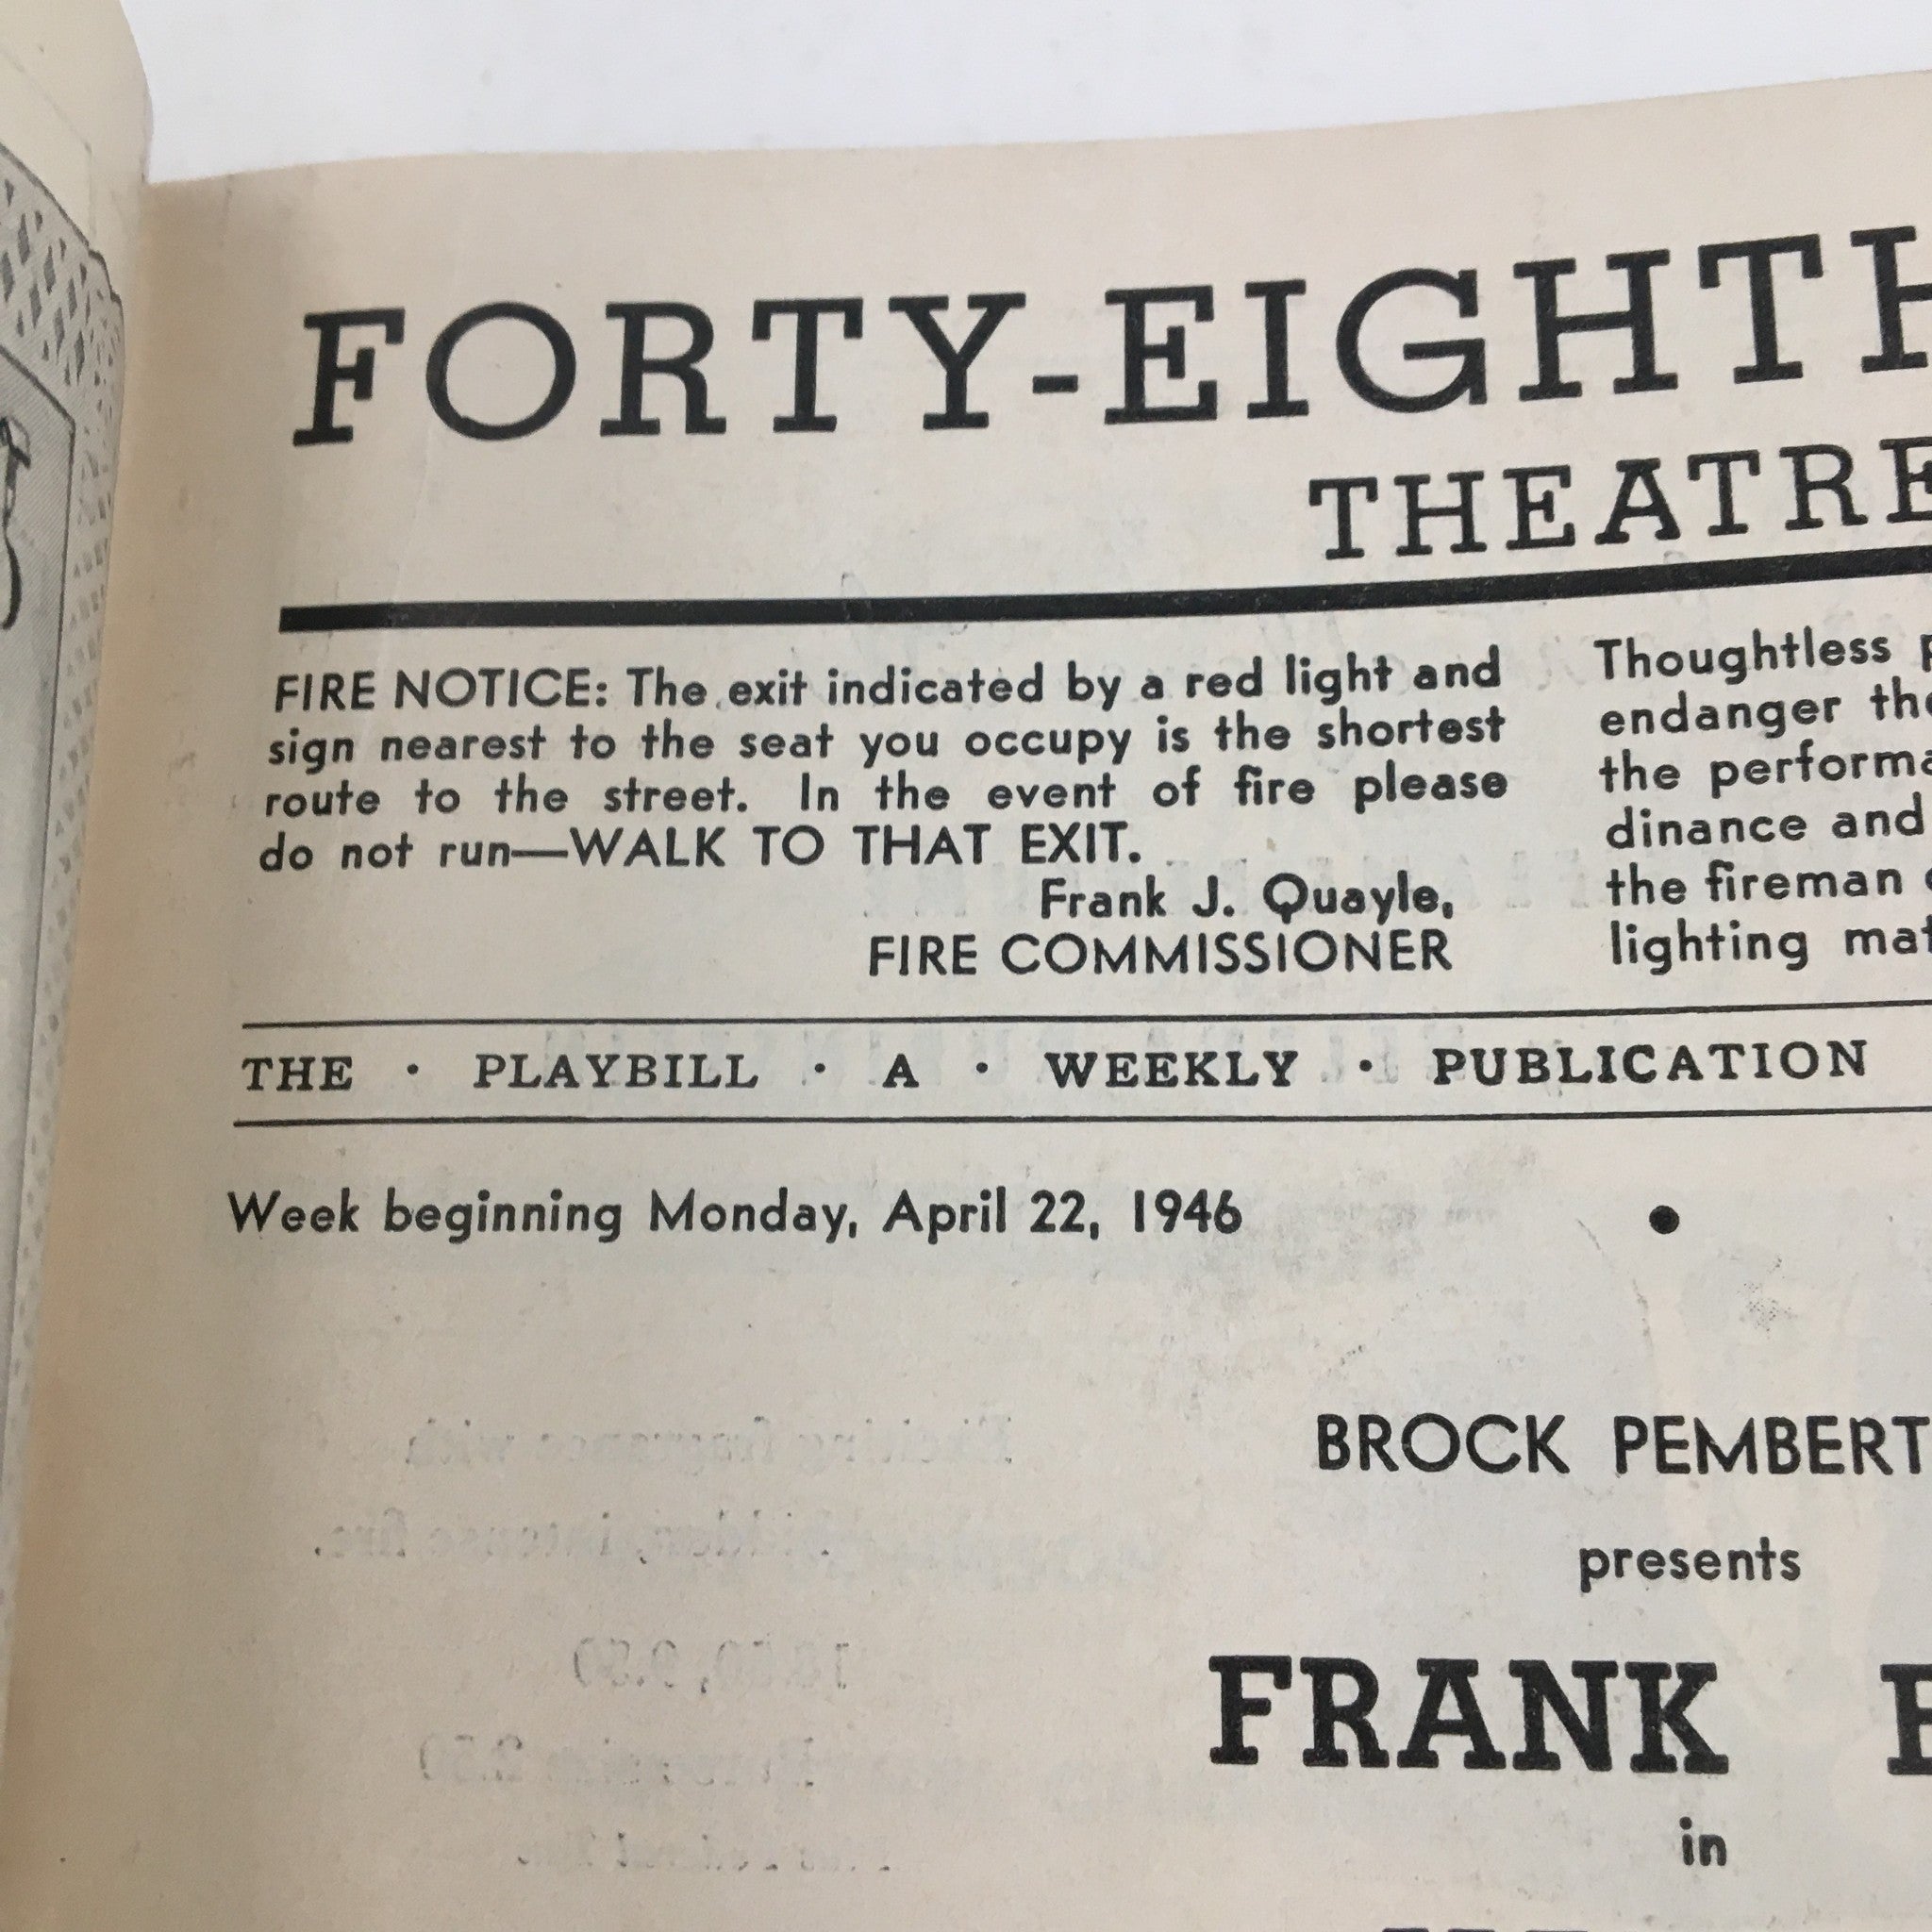 FORTY-EIGHTH
THEATRE
FIRE NOTICE: The exit indicated by a red light and
sign nearest to the seat you occupy is the shortest
route to the street. In the event of fire please
do not run—WALK TO THAT EXIT.
Frank J. Quayle,
FIRE COMMISSIONER
Thoughtless
endanger the
the performa
dinance and
the fireman
lighting mat
THE · PLAYBILL · A · WEEKLY · PUBLICATION
Week beginning Monday, April 22, 1946 •
BROCK PEMBERT
presents
FRANK
in